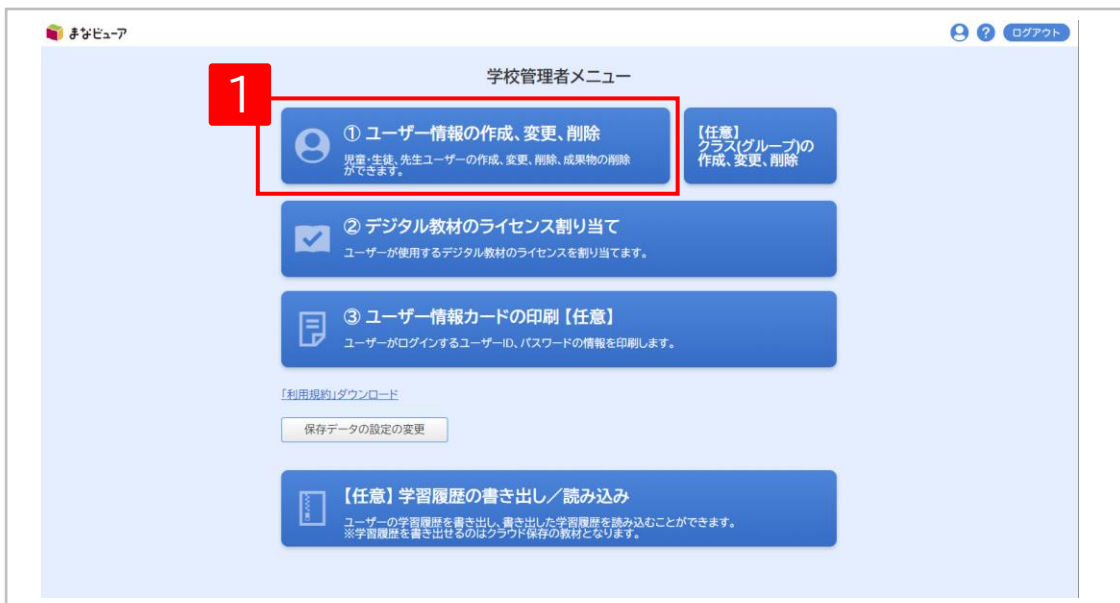 まなビューア
? ログアウト
学校管理者メニュー
1
① ユーザー情報の作成、変更、削除
児童・生徒、先生ユーザーの作成、変更、削除、成果物の削除
ができます。
【任意】
クラス(グループ)の
作成、変更、削除
② デジタル教材のライセンス割り当て
ユーザーが使用するデジタル教材のライセンスを割り当てます。
③ ユーザー情報カードの印刷【任意】
ユーザーがログインするユーザーID、パスワードの情報を印刷します。
「利用規約」ダウンロード
保存データの設定の変更
【任意】学習履歴の書き出し／読み込み
ユーザーの学習履歴を書き出し、書き出した学習履歴を読み込むことができます。
※学習履歴を書き出せるのはクラウド保存の教材となります。